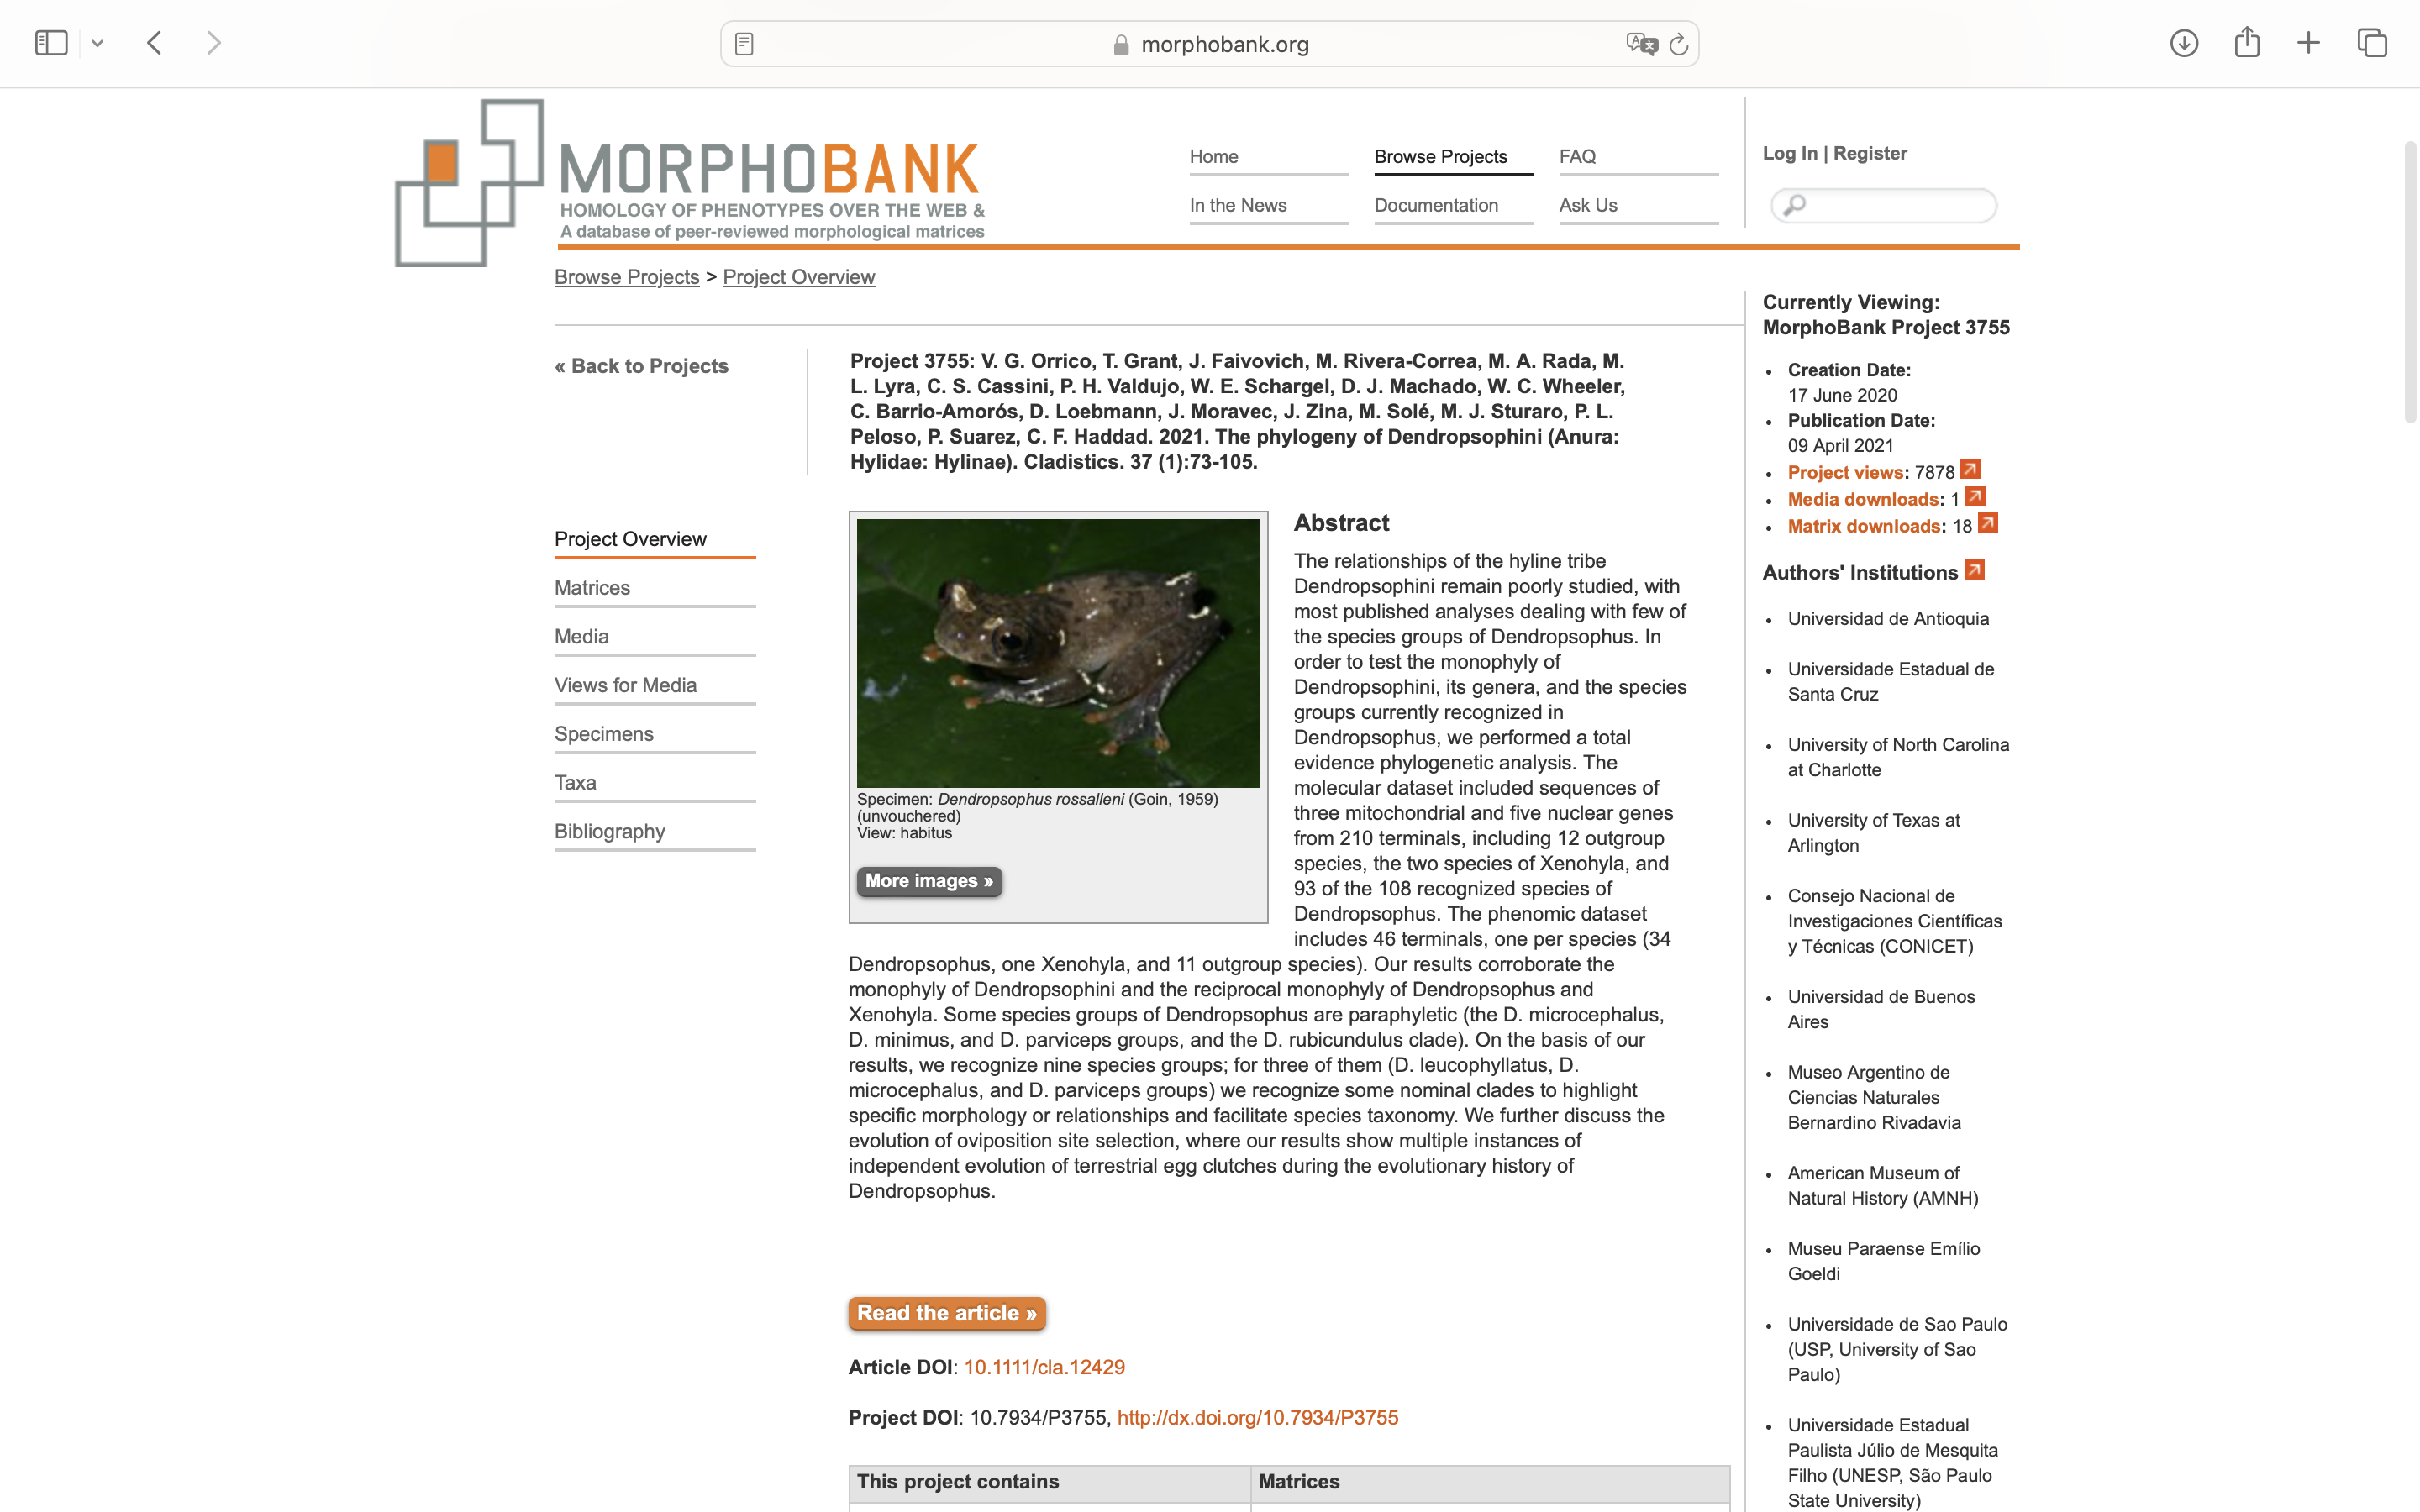 morphobank.org
MORPHOBANK
HOMOLOGY OF PHENOTYPES OVER THE WEB &
A database of peer-reviewed morphological matrices
Home
Browse Projects
FAQ
In the News
Documentation
Ask Us
Log In | Register
Browse Projects > Project Overview
« Back to Projects
Project Overview
Matrices
Media
Views for Media
Specimens
Taxa
Bibliography
Project 3755: V. G. Orrico, T. Grant, J. Faivovich, M. Rivera-Correa, M. A. Rada, M.
L. Lyra, C. S. Cassini, P. H. Valdujo, W. E. Schargel, D. J. Machado, W. C. Wheeler,
C. Barrio-Amorós, D. Loebmann, J. Moravec, J. Zina, M. Solé, M. J. Sturaro, P. L.
Peloso, P. Suarez, C. F. Haddad. 2021. The phylogeny of Dendropsophini (Anura:
Hylidae: Hylinae). Cladistics. 37 (1):73-105.
Specimen: Dendropsophus rossalleni (Goin, 1959)
(unvouchered)
View: habitus
More images »
Abstract
The relationships of the hyline tribe
Dendropsophini remain poorly studied, with
most published analyses dealing with few of
the species groups of Dendropsophus. In
order to test the monophyly of
Dendropsophini, its genera, and the species
groups currently recognized in
Dendropsophus, we performed a total
evidence phylogenetic analysis. The
molecular dataset included sequences of
three mitochondrial and five nuclear genes
from 210 terminals, including 12 outgroup
species, the two species of Xenohyla, and
93 of the 108 recognized species of
Dendropsophus. The phenomic dataset
includes 46 terminals, one per species (34
Dendropsophus, one Xenohyla, and 11 outgroup species). Our results corroborate the
monophyly of Dendropsophini and the reciprocal monophyly of Dendropsophus and
Xenohyla. Some species groups of Dendropsophus are paraphyletic (the D. microcephalus,
D. minimus, and D. parviceps groups, and the D. rubicundulus clade). On the basis of our
results, we recognize nine species groups; for three of them (D. leucophyllatus, D.
microcephalus, and D. parviceps groups) we recognize some nominal clades to highlight
specific morphology or relationships and facilitate species taxonomy. We further discuss the
evolution of oviposition site selection, where our results show multiple instances of
independent evolution of terrestrial egg clutches during the evolutionary history of
Dendropsophus.
Read the article »
Article DOI: 10.1111/cla.12429
Project DOI: 10.7934/P3755, http://dx.doi.org/10.7934/P3755
This project contains
Matrices
Currently Viewing:
MorphoBank Project 3755
• Creation Date:
17 June 2020
• Publication Date:
09 April 2021
• Project views: 7878
• Media downloads: 1
• Matrix downloads: 18
Authors' Institutions
• Universidad de Antioquia
• Universidade Estadual de
Santa Cruz
• University of North Carolina
at Charlotte
• University of Texas at
Arlington
• Consejo Nacional de
Investigaciones Científicas
y Técnicas (CONICET)
• Universidad de Buenos
Aires
• Museo Argentino de
Ciencias Naturales
Bernardino Rivadavia
• American Museum of
Natural History (AMNH)
• Museu Paraense Emílio
Goeldi
• Universidade de Sao Paulo
(USP, University of Sao
Paulo)
• Universidade Estadual
Paulista Júlio de Mesquita
Filho (UNESP, São Paulo
State University)